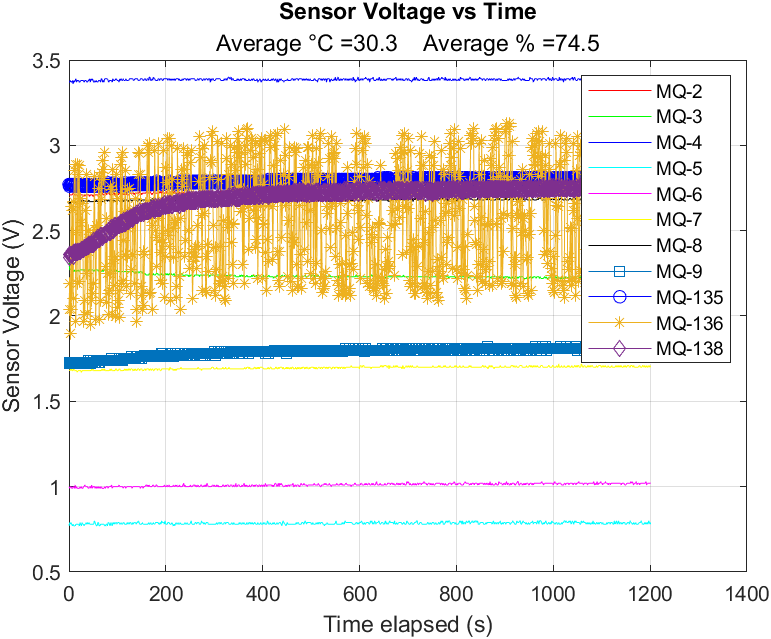 Sensor Voltage vs Time
Average °C =30.3    Average % =74.5
3.5
3
2.5
2
1.5
1
0.5
Sensor Voltage (V)
MQ-2
MQ-3
MQ-4
MQ-5
MQ-6
MQ-7
MQ-8
MQ-9
MQ-135
MQ-136
MQ-138
0 200 400 600 800 1000 1200 1400
Time elapsed (s)